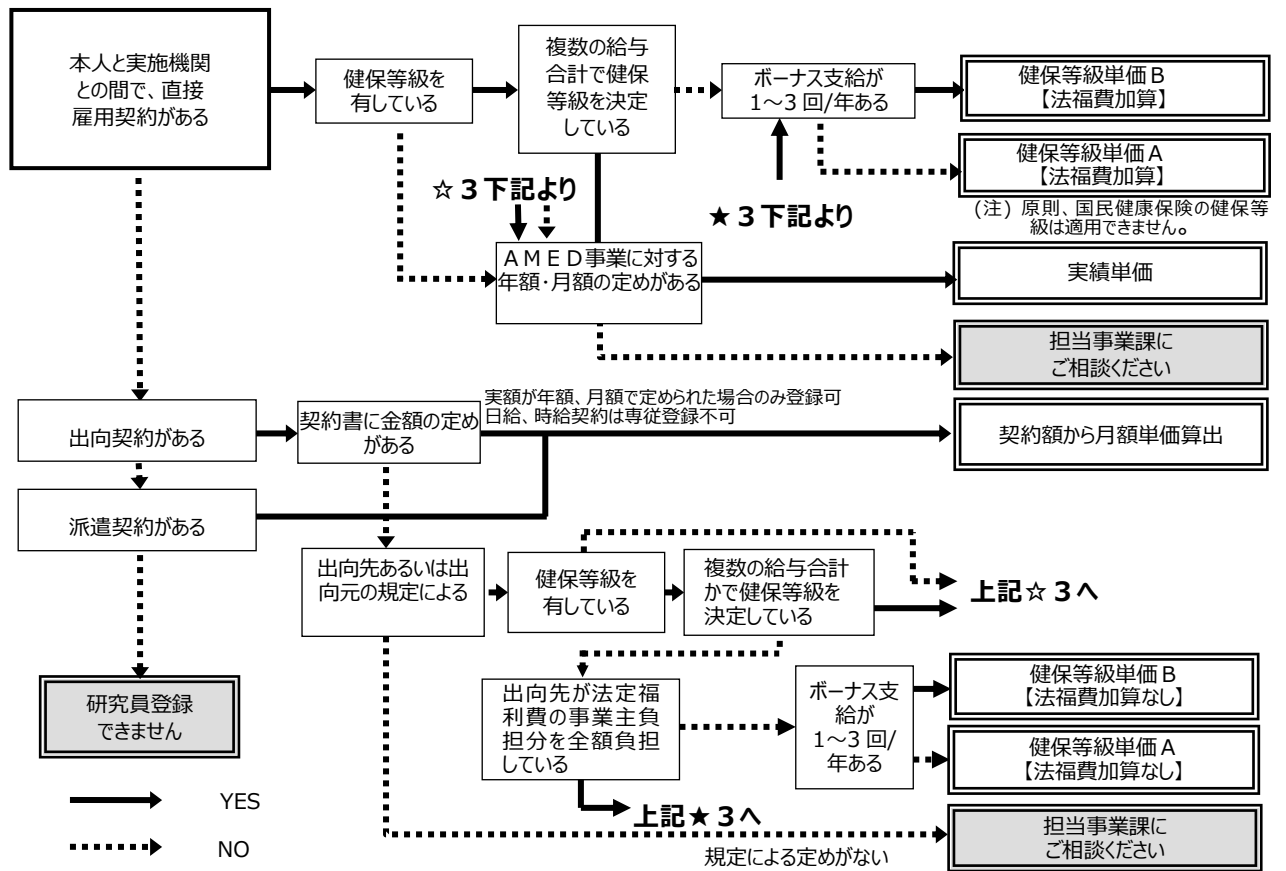 本人と実施機関
との間で、直接
雇用契約がある
健保等級を
有している
複数の給与
合計で健保
等級を決定
している
ボーナス支給が
1～3 回/年ある
健保等級単価B
【法福費加算】
健保等級単価A
【法福費加算】
(注) 原則、国民健康保険の健保等
級は適用できません。
☆３下記より
★３下記より
ＡＭＥＤ事業に対する
年額・月額の定めがある
実績単価
担当事業課に
ご相談ください
出向契約がある
契約書に金額の定め
がある
実額が年額、月額で定められた場合のみ登録可
日給、時給契約は専従登録不可
契約額から月額単価算出
派遣契約がある
出向先あるいは出
向元の規定による
健保等級を
有している
複数の給与合計
かで健保等級を
決定している
上記☆３へ
研究員登録
できません
出向先が法定福
利費の事業主負
担分を全額負担
している
ボーナス支
給が
1～3 回/
年ある
健保等級単価B
【法福費加算なし】
健保等級単価A
【法福費加算なし】
上記★３へ
担当事業課に
ご相談ください
規定による定めがない
YES
NO